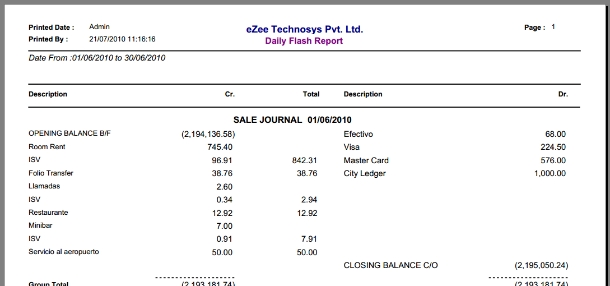 Printed Date : Admin eZee Technosys Pvt. Ltd. Page : 1
Printed By : 21/07/2010 11:16:16 Daily Flash Report
Date From :01/06/2010 to 30/06/2010
Description Cr. Total Description Dr.
SALE JOURNAL 01/06/2010
OPENING BALANCE B/F (2,194,136.58) Efectivo 68.00
Room Rent 745.40 Visa 224.50
ISV 96.91 842.31 Master Card 576.00
Folio Transfer 38.76 38.76 City Ledger 1,000.00
Llamadas 2.60
ISV 0.34 2.94
Restaurante 12.92 12.92
Minibar 7.00
ISV 0.91 7.91
Servicio al aeropuerto 50.00 50.00
CLOSING BALANCE C/O (2,195,050.24)
Group Total (2,193,181.74) (2,193,181.74)